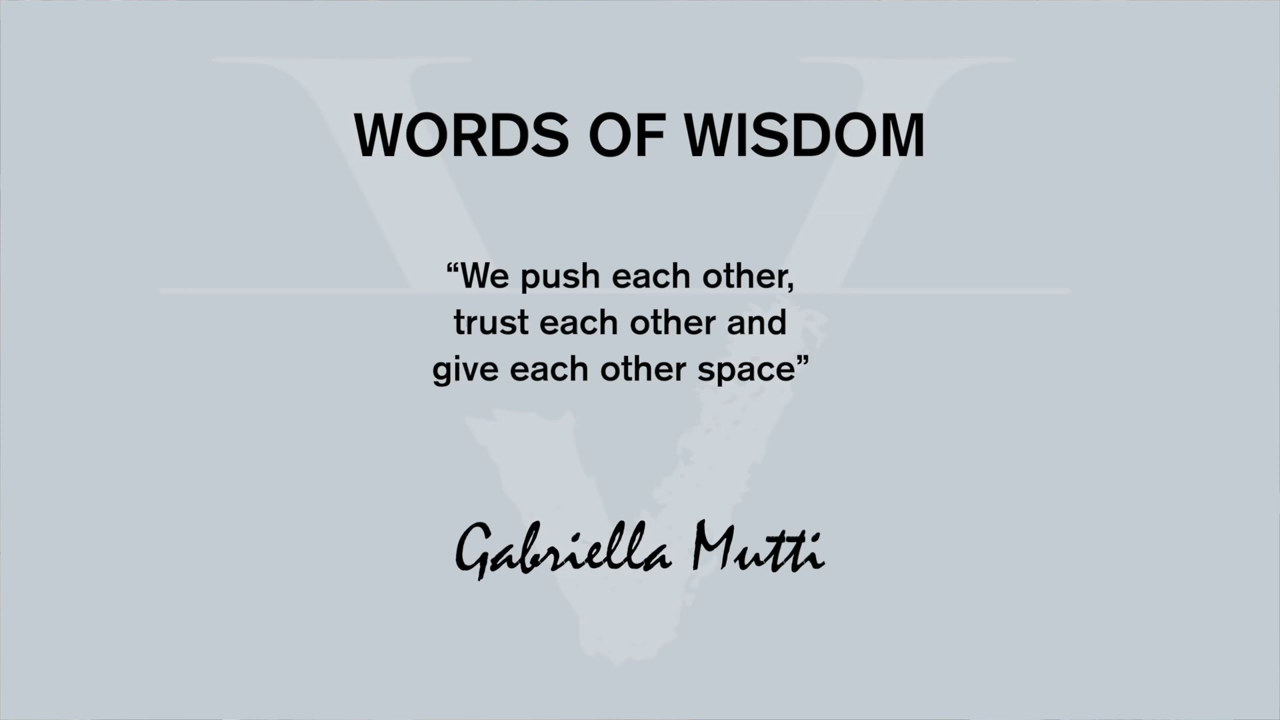 WORDS OF WISDOM
“We push each other,
trust each other and
give each other space”
Gabriella Mutti